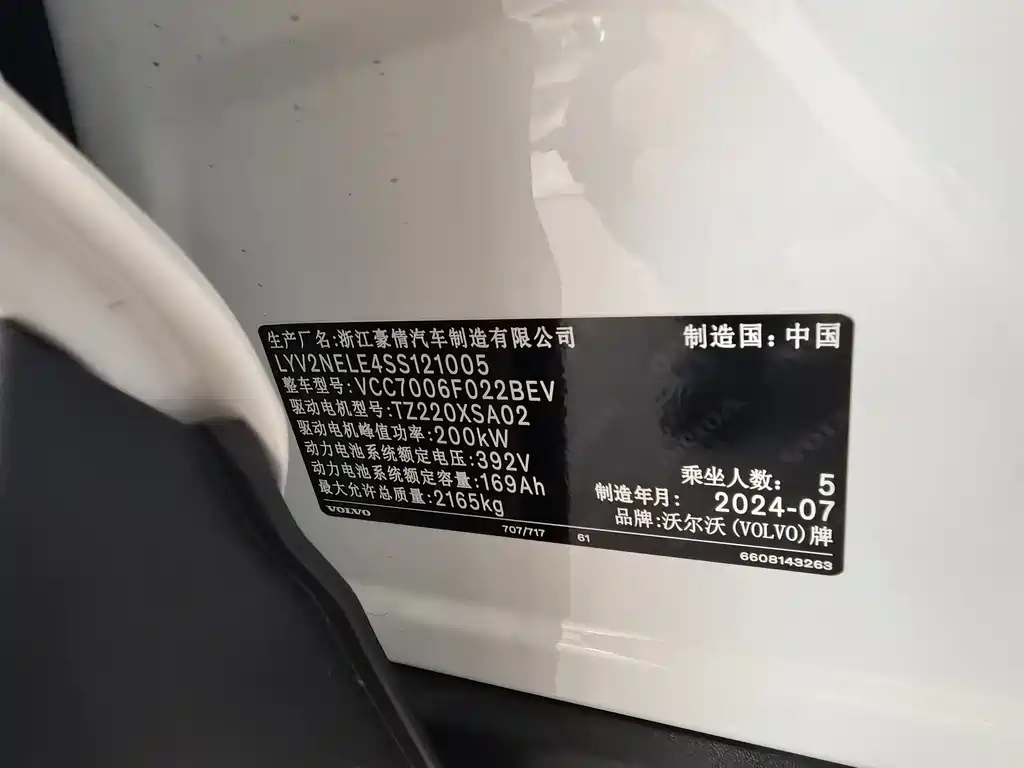 生产厂名:浙江豪情汽车制造有限公司 制造国:中国
LYV2NELE4SS121005
整车型号:VCC7006F022BEV
驱动电机型号:TZ220XSA02
驱动电机峰值功率:200kW
动力电池系统额定电压:392V
动力电池系统额定容量:169Ah
最大允许总质量:2165kg
乘坐人数: 5
制造年月: 2024-07
品牌:沃尔沃(VOLVO)牌
VOLVO
707/717 61
6608143263